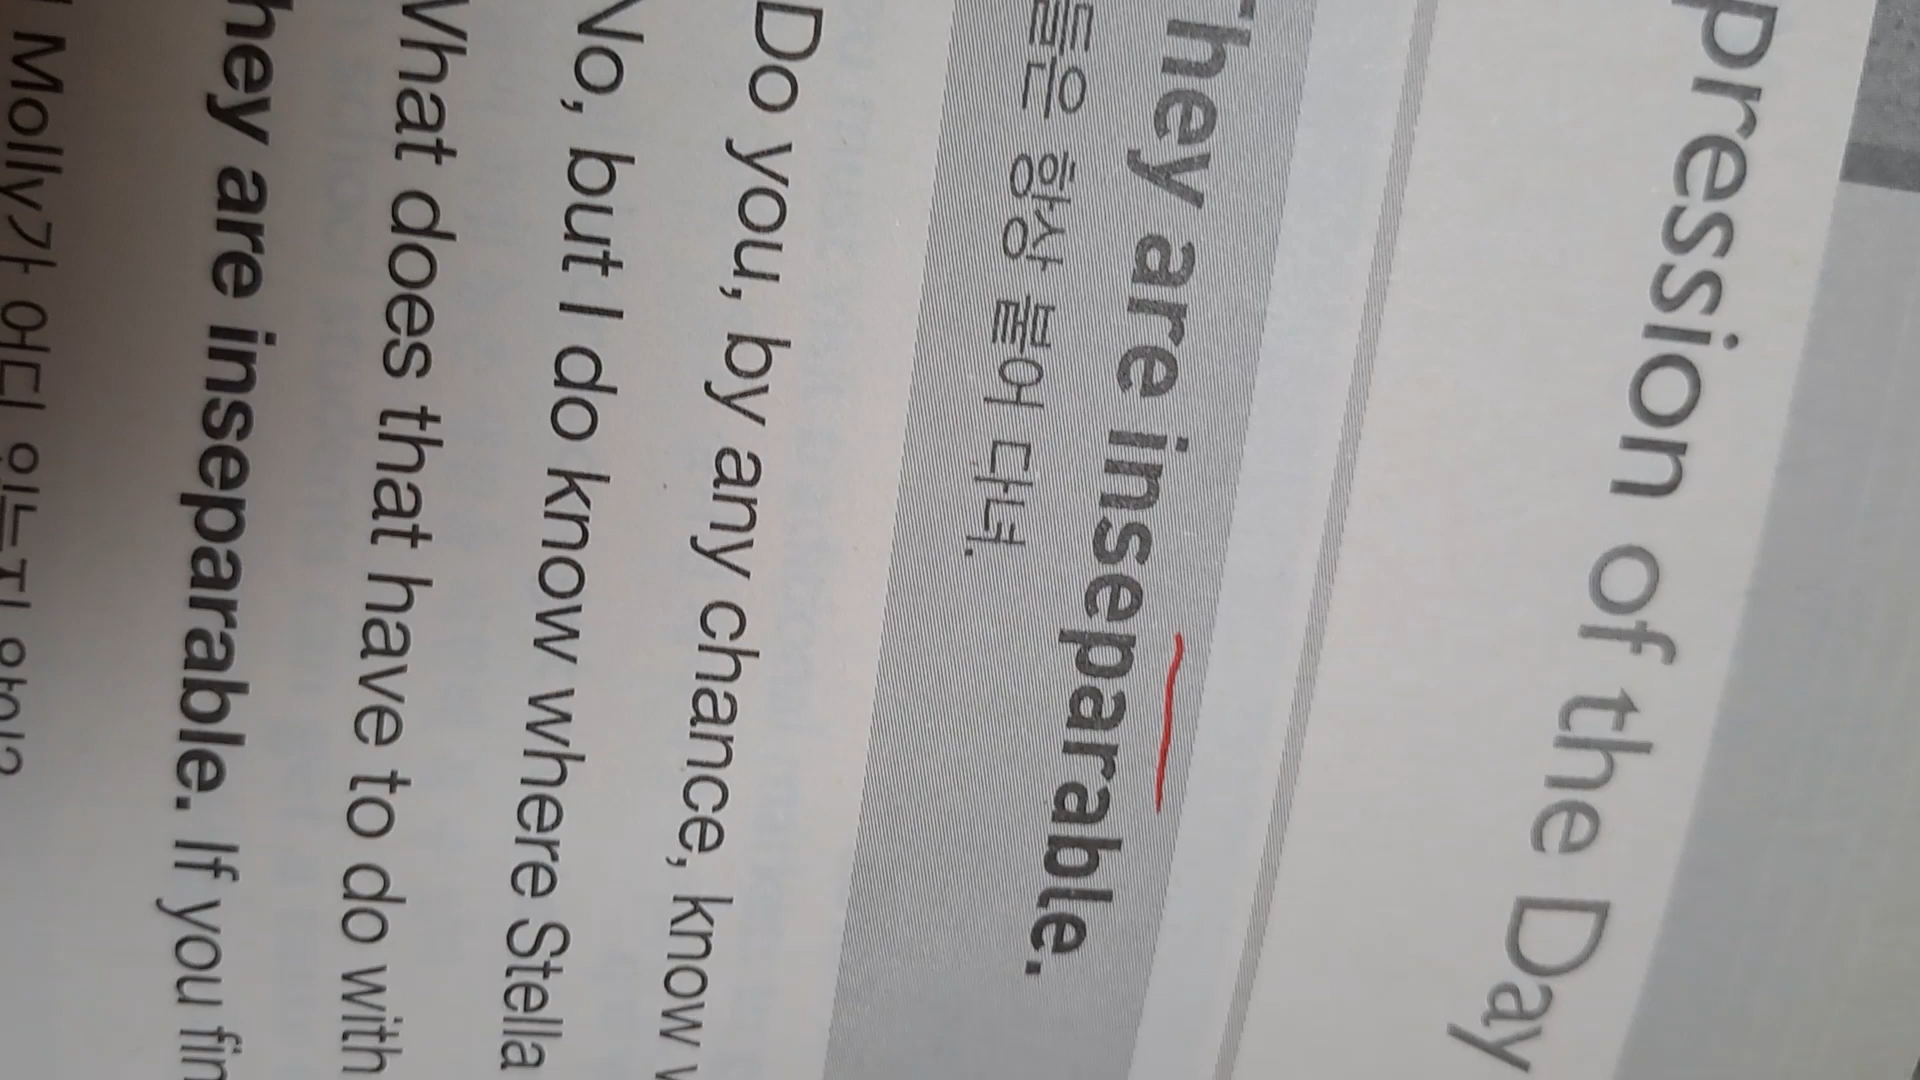 pression of the Day
They are inseparable.
들은 항상 붙어 다녀.
Do you, by any chance, know
No, but I do know where Stella
What does that have to do with
hey are inseparable. If you fin
Molly가 어디 있는지 아니?